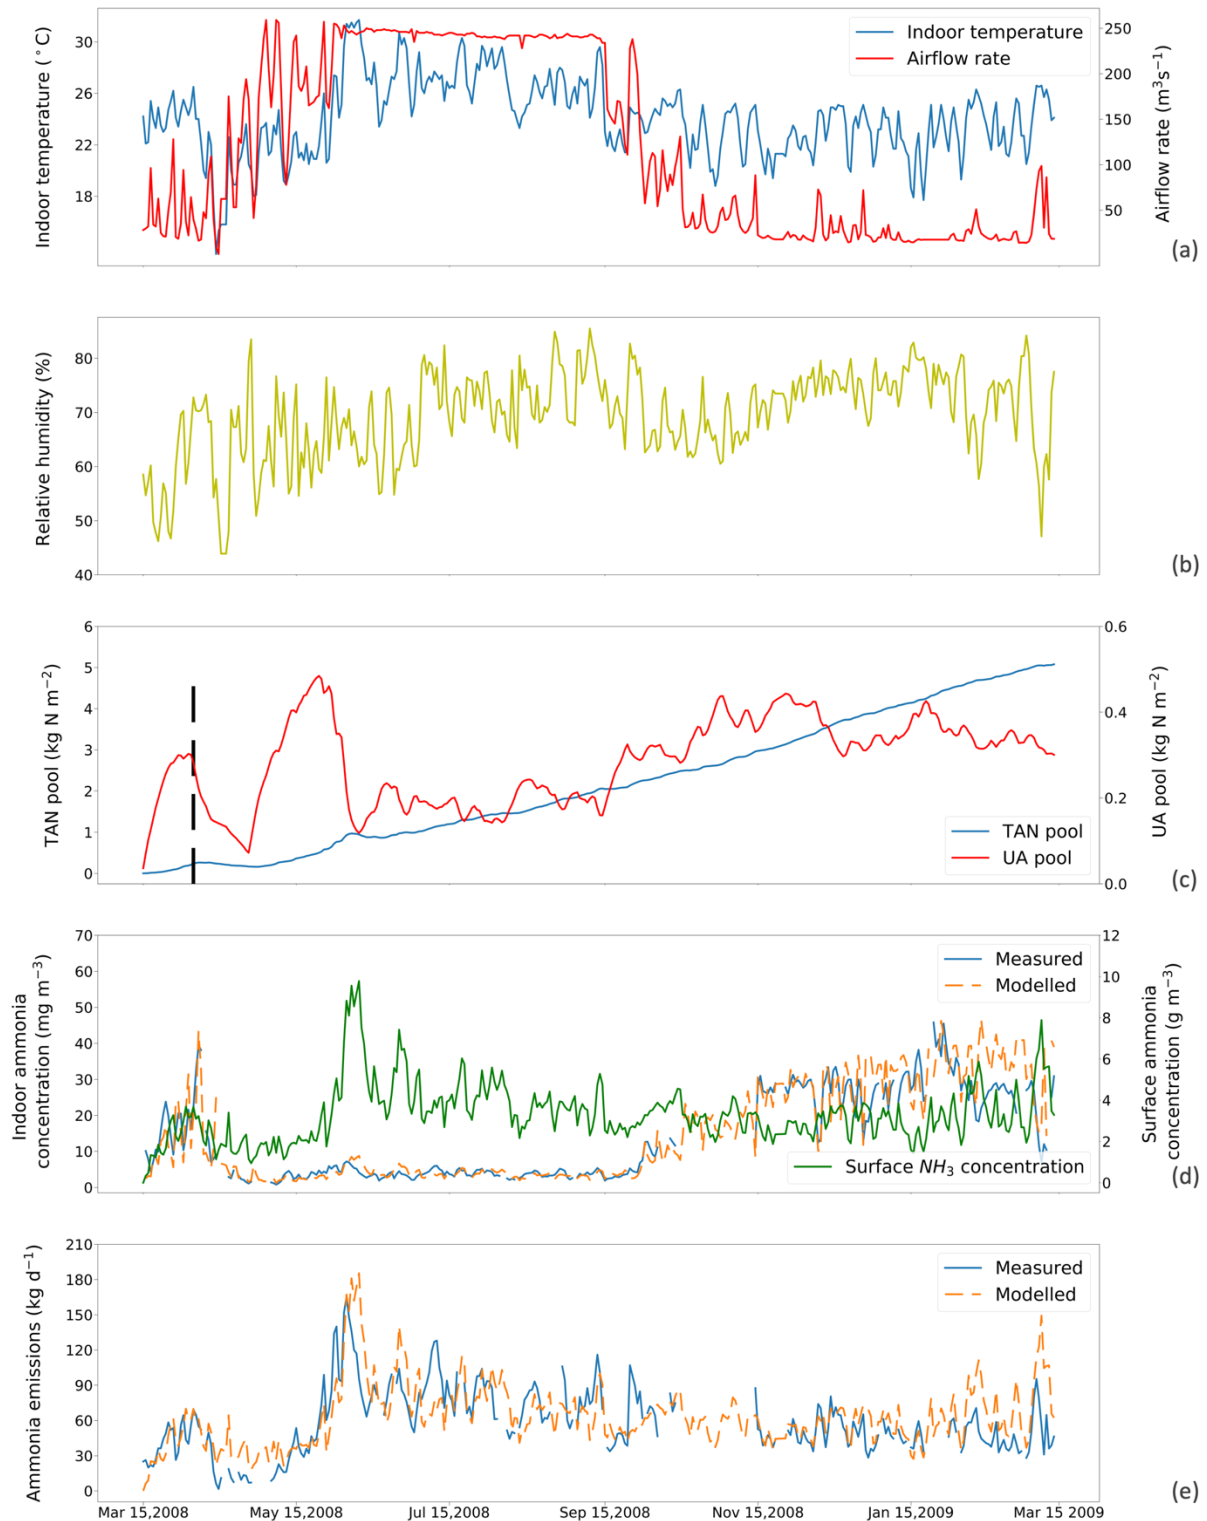 Indoor temperature (°C)
30
26
22
18
Indoor temperature
Airflow rate
250
200
150
100
50
Airflow rate (m³s⁻¹)
(a)
Relative humidity (%)
80
70
60
50
40
(b)
TAN pool (kg N m⁻²)
6
5
4
3
2
1
0
TAN pool
UA pool
0.6
0.4
0.2
0.0
UA pool (kg N m⁻²)
(c)
Indoor ammonia
concentration (mg m⁻³)
70
60
50
40
30
20
10
0
Measured
Modelled
Surface NH₃ concentration
12
10
8
6
4
2
0
Surface ammonia
concentration (g m⁻³)
(d)
Ammonia emissions (kg d⁻¹)
210
180
150
120
90
60
30
0
Measured
Modelled
(e)
Mar 15,2008 May 15,2008 Jul 15,2008 Sep 15,2008 Nov 15,2008 Jan 15,2009 Mar 15 2009